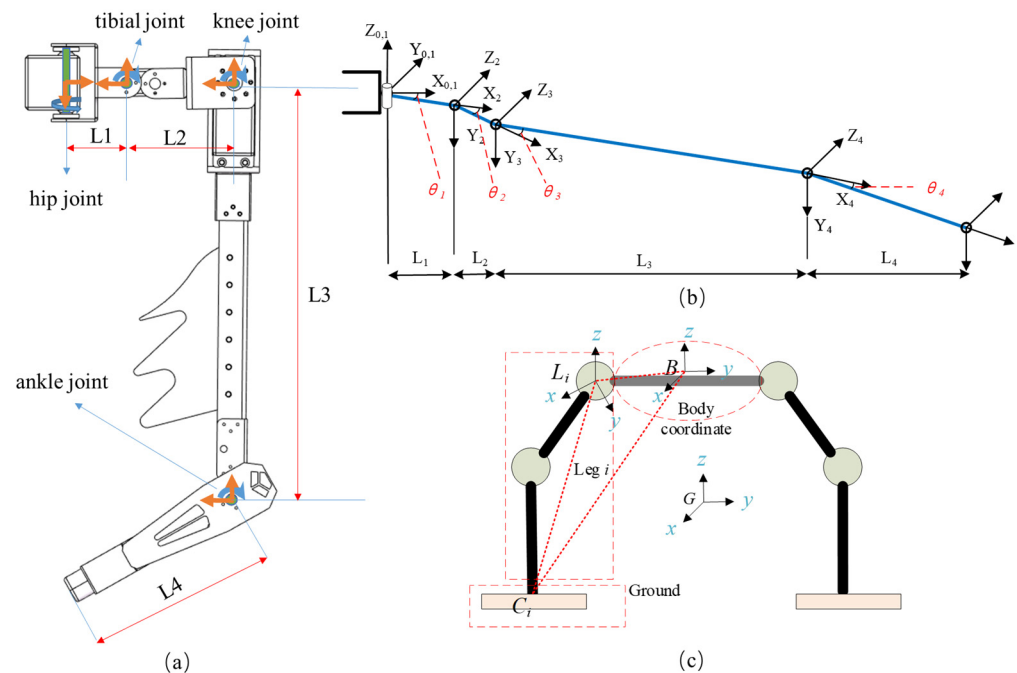 tibial joint
knee joint
L1
L2
hip joint
L3
ankle joint
L4
(a)
Z0,1
Y0,1
X0,1
Z2
X2
Y2
Z3
Y3
X3
Z4
X4
Y4
θ1
θ2
θ3
θ4
L1
L2
L3
L4
(b)
z
Li
x
y
z
B
y
x
Body
coordinate
Leg i
z
G
y
x
Ground
Ci
(c)